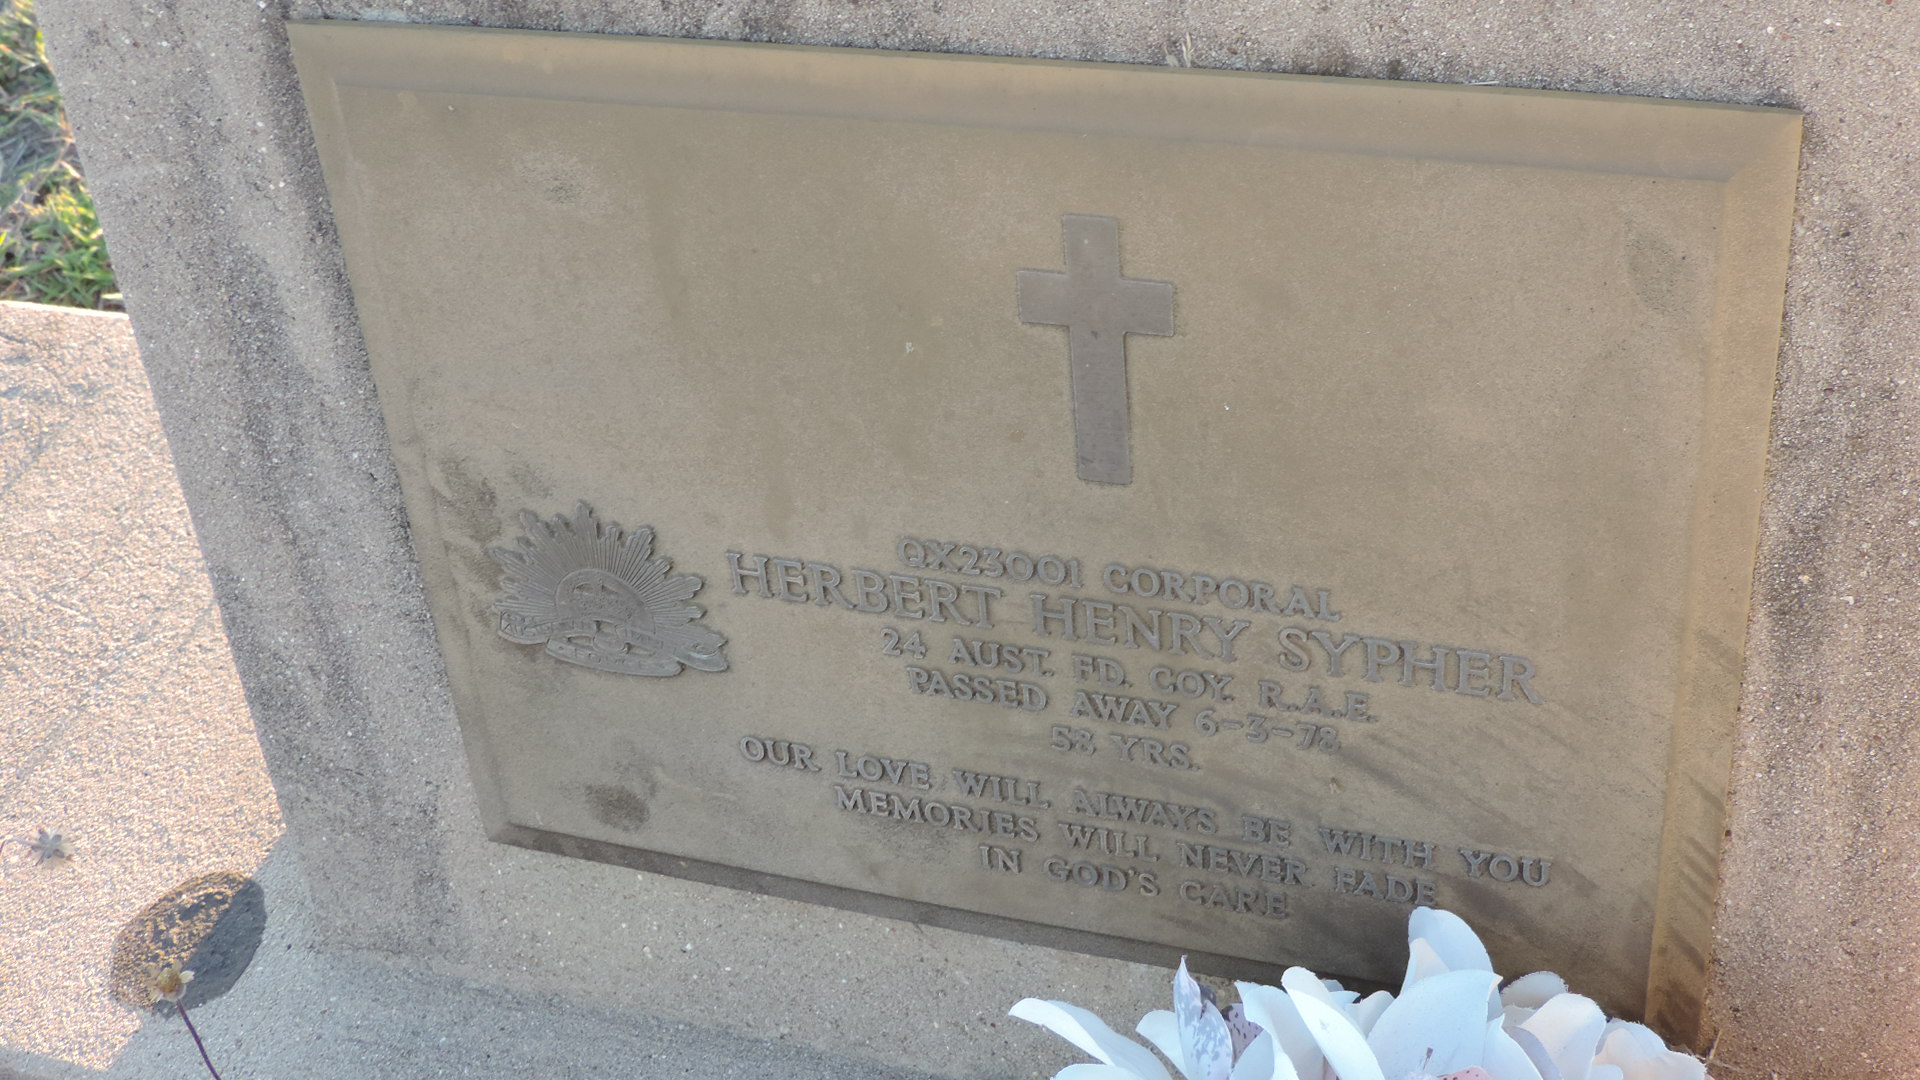 QX23001 CORPORAL
HERBERT HENRY SYPHER
24 AUST. FD. COY. R.A.E.
PASSED AWAY 6-3-78
58 YRS.
OUR LOVE WILL ALWAYS BE WITH YOU
MEMORIES WILL NEVER FADE
IN GOD'S CARE